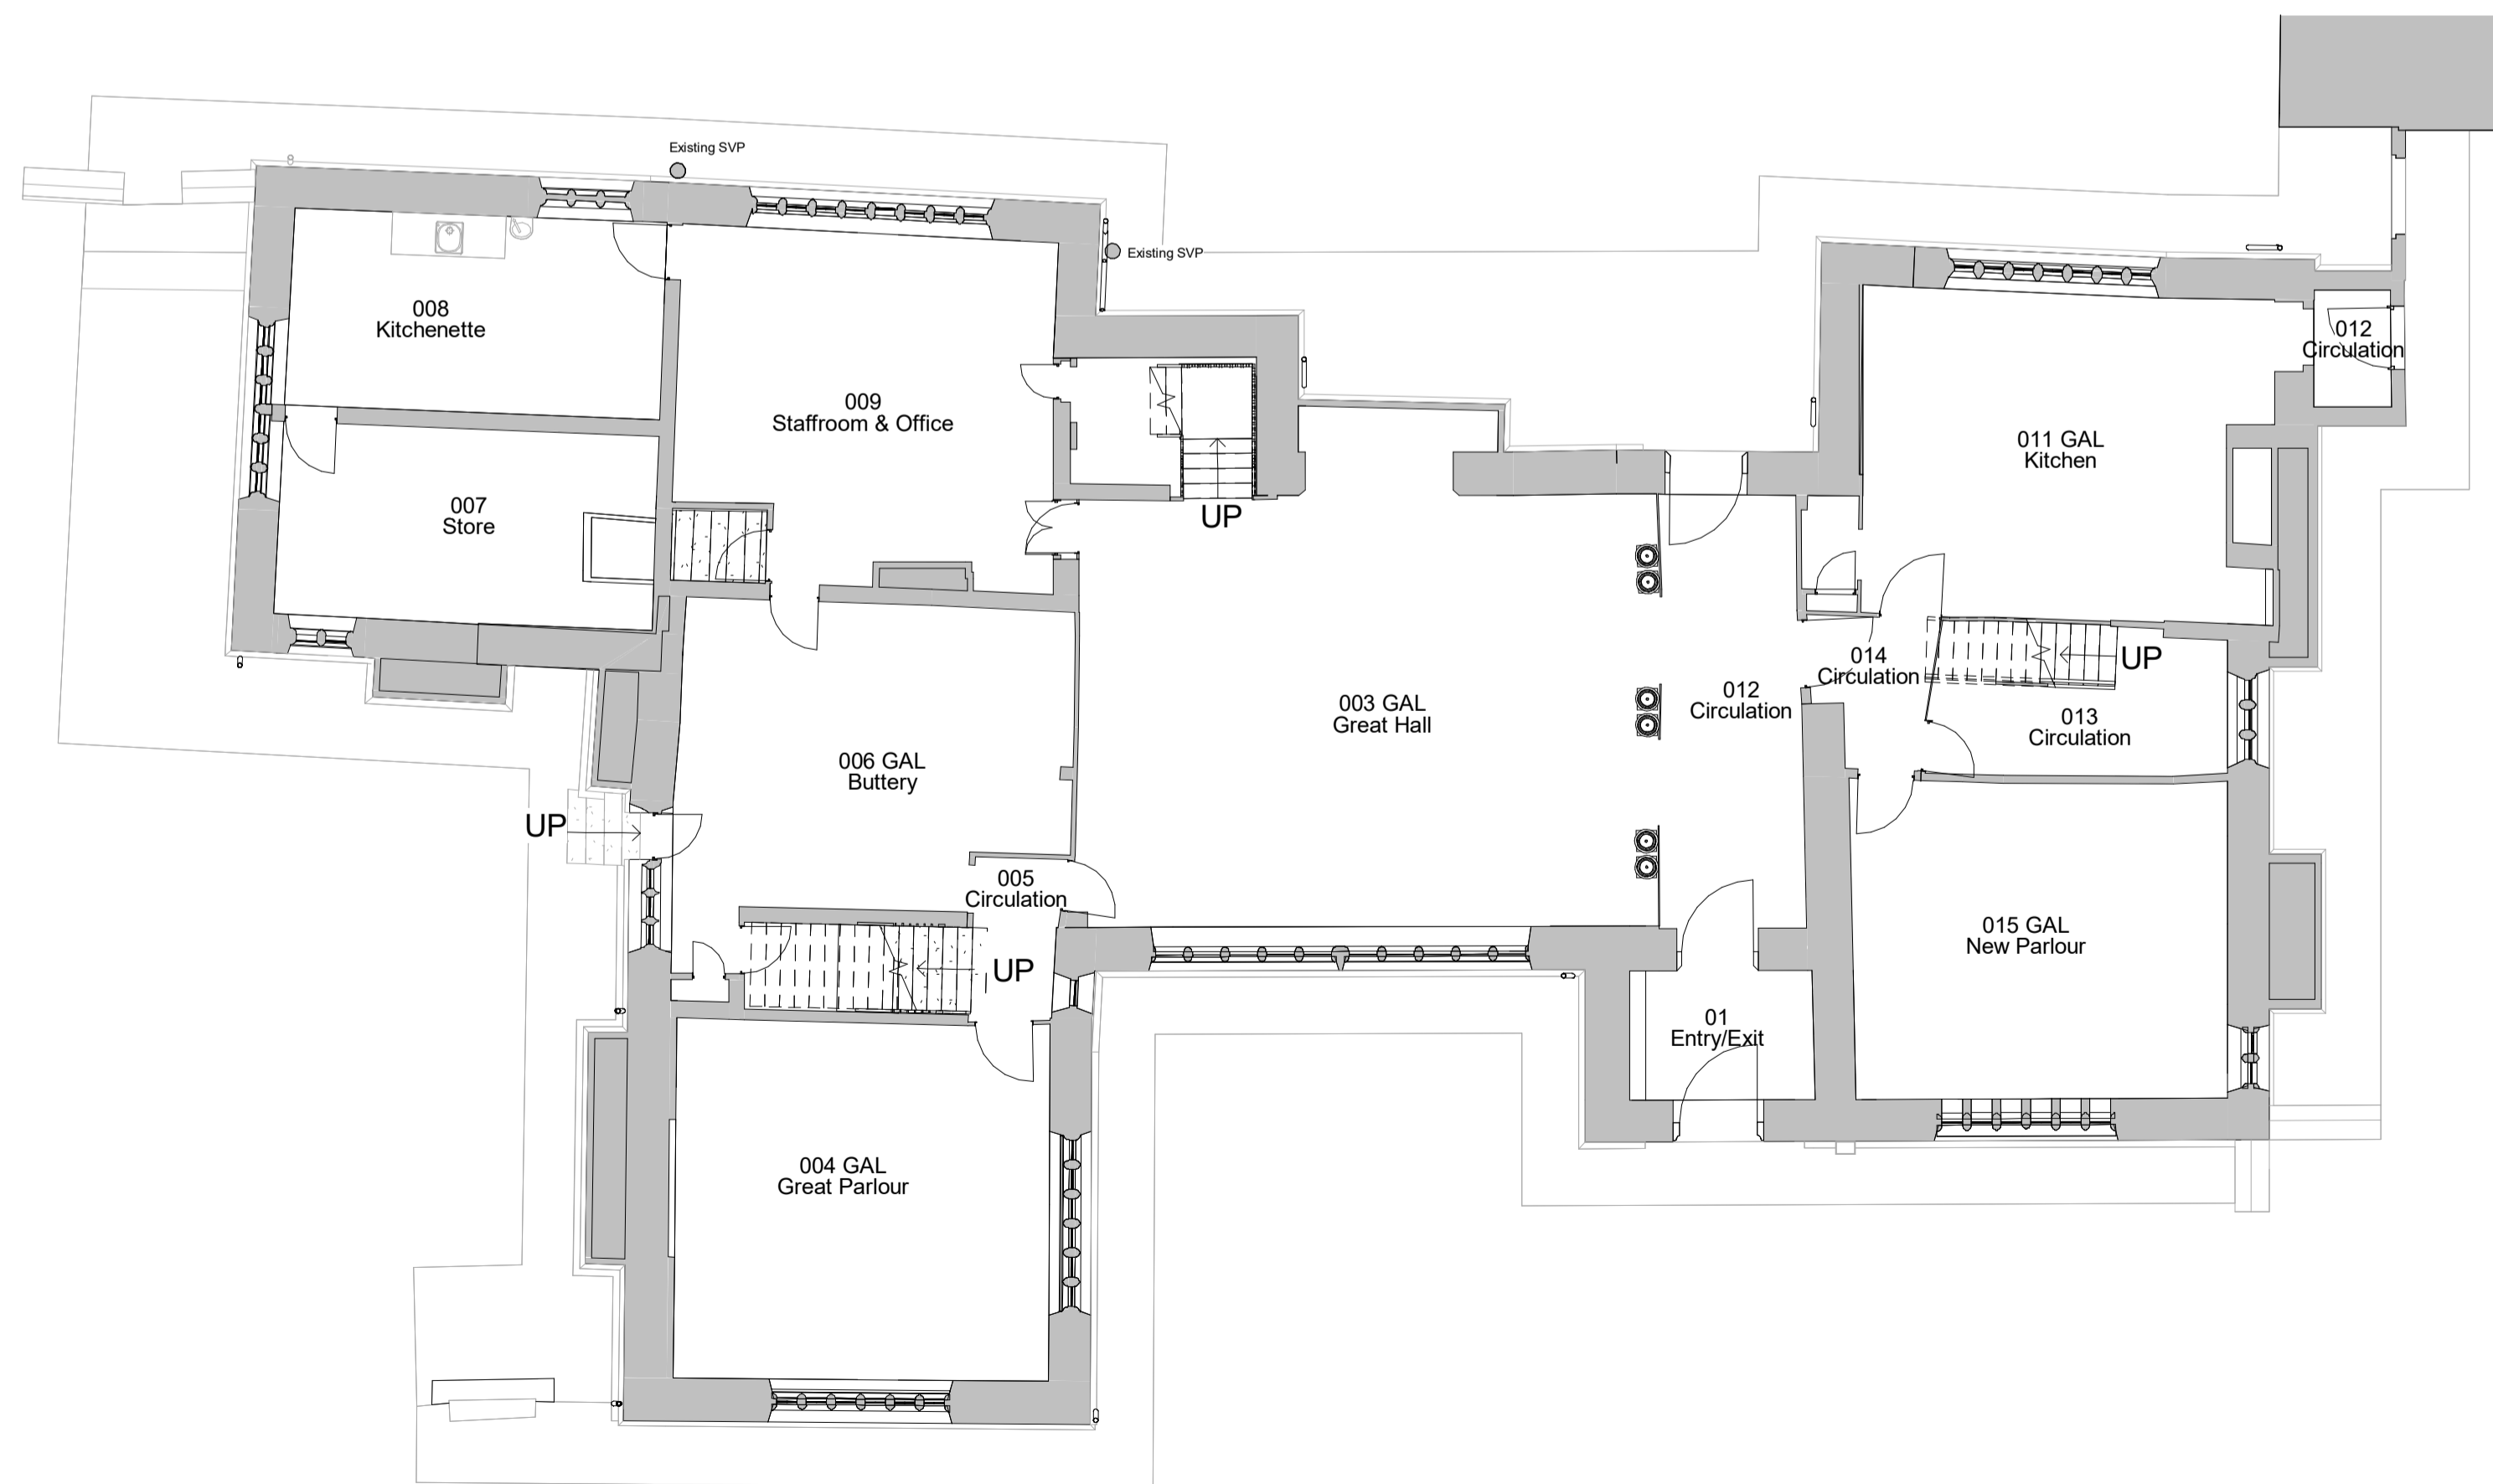 Existing SVP
Existing SVP
008
Kitchenette
012
Circulation
009
Staffroom & Office
011 GAL
Kitchen
007
Store
UP
014
Circulation
UP
012
Circulation
003 GAL
Great Hall
013
Circulation
006 GAL
Buttery
UP
005
Circulation
015 GAL
New Parlour
UP
01
Entry/Exit
004 GAL
Great Parlour